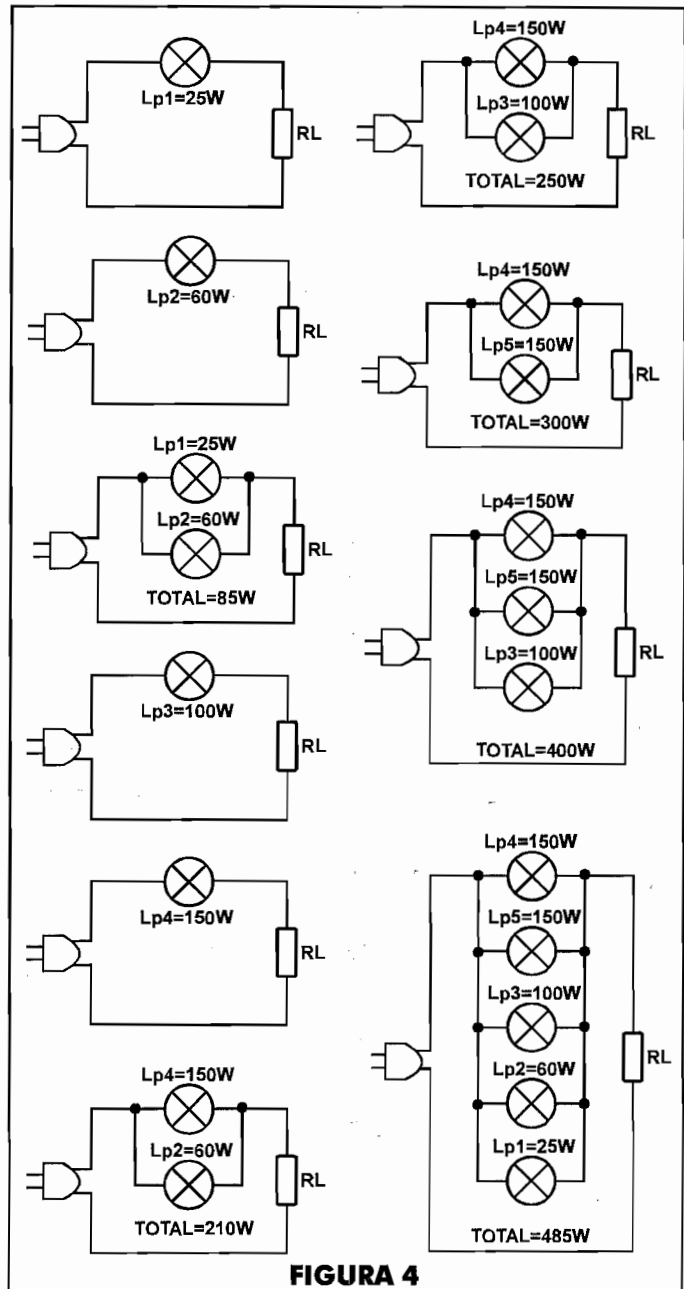 Lp1=25W
RL
Lp2=60W
RL
Lp1=25W
Lp2=60W
RL
TOTAL=85W
Lp3=100W
RL
Lp4=150W
RL
Lp4=150W
Lp2=60W
RL
TOTAL=210W
Lp4=150W
Lp3=100W
RL
TOTAL=250W
Lp4=150W
Lp5=150W
RL
TOTAL=300W
Lp4=150W
Lp5=150W
Lp3=100W
RL
TOTAL=400W
Lp4=150W
Lp5=150W
Lp3=100W
RL
Lp2=60W
Lp1=25W
TOTAL=485W
FIGURA 4